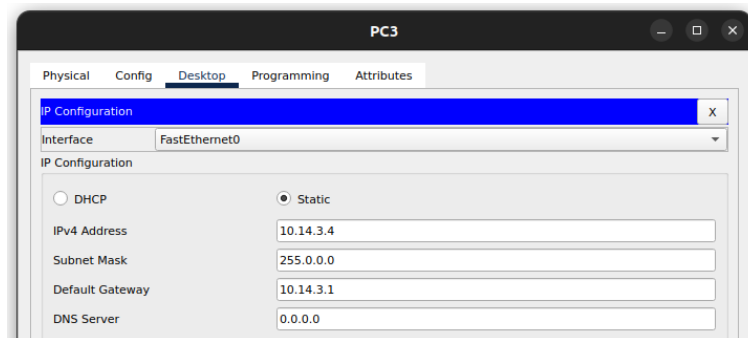 PC3
Physical Config Desktop Programming Attributes
IP Configuration X
Interface FastEthernet0
IP Configuration
DHCP Static
IPv4 Address 10.14.3.4
Subnet Mask 255.0.0.0
Default Gateway 10.14.3.1
DNS Server 0.0.0.0